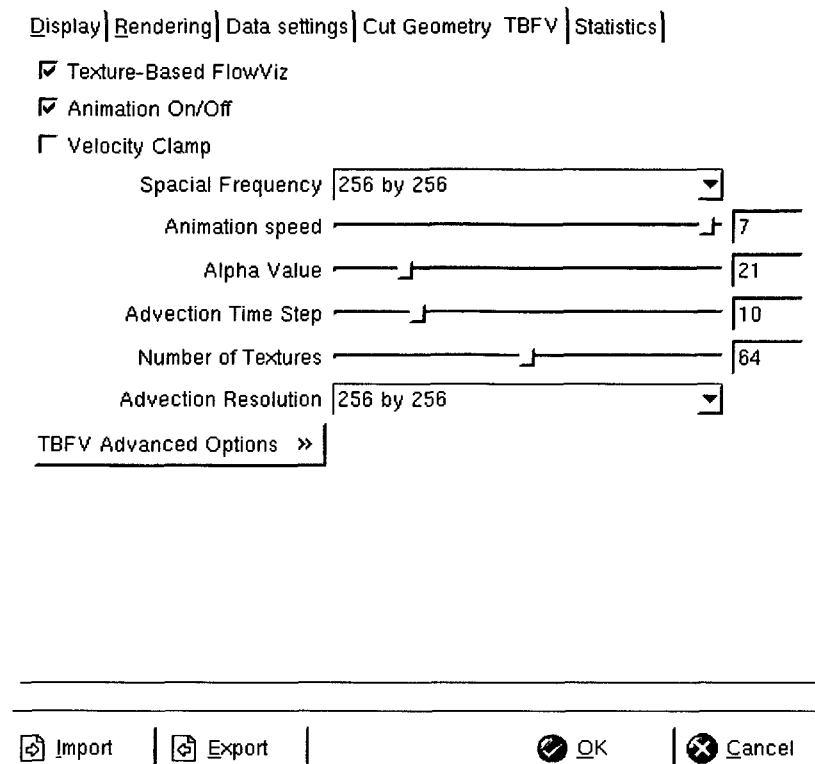 Display Rendering Data settings Cut Geometry TBFV Statistics
Texture-Based FlowViz
Animation On/Off
Velocity Clamp
Spacial Frequency 256 by 256
Animation speed 7
Alpha Value 21
Advection Time Step 10
Number of Textures 64
Advection Resolution 256 by 256
TBFV Advanced Options »
Import Export OK Cancel